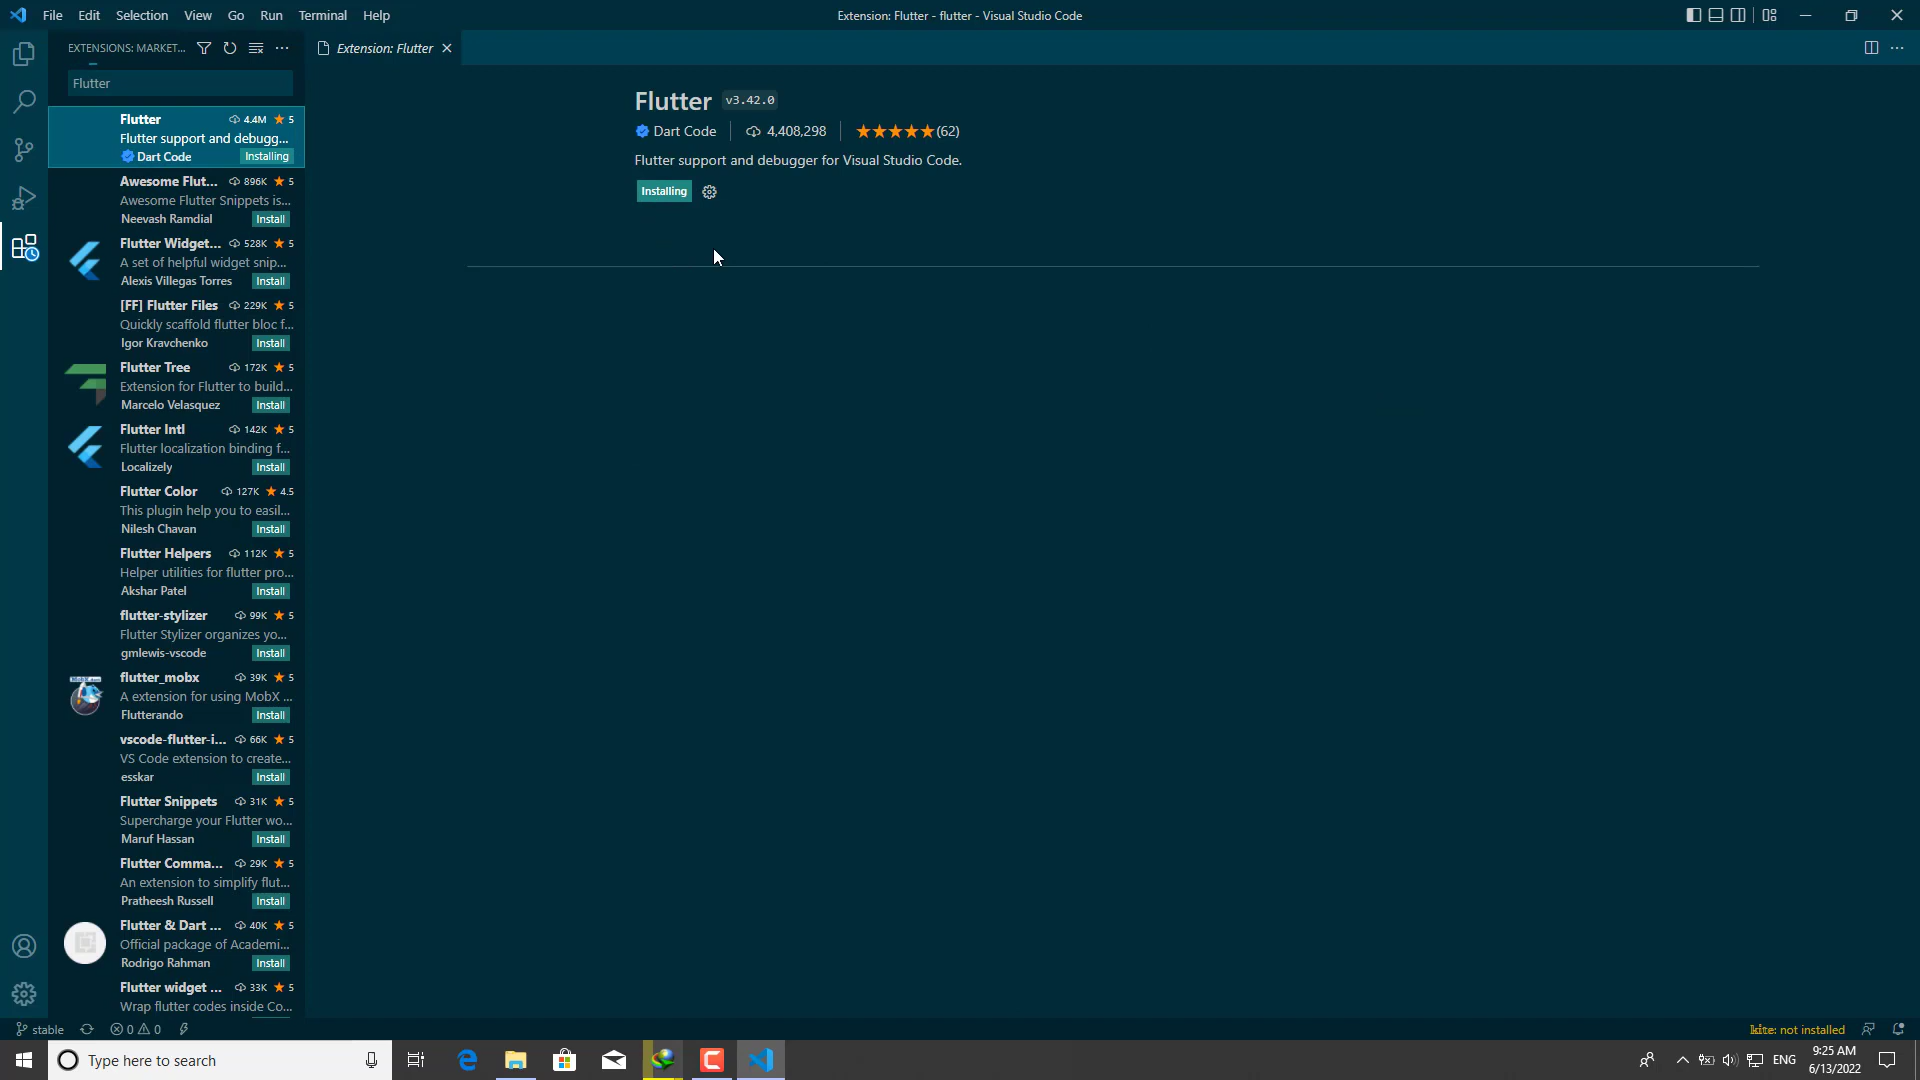 File Edit Selection View Go Run Terminal Help
Extension: Flutter - flutter - Visual Studio Code
EXTENSIONS: MARKET...
Extension: Flutter
Flutter
Flutter 4.4M 5
Flutter support and debugg...
Dart Code Installing
Awesome Flut... 896K 5
Awesome Flutter Snippets is...
Neevash Ramdial Install
Flutter Widget... 528K 5
A set of helpful widget snip...
Alexis Villegas Torres Install
[FF] Flutter Files 229K 5
Quickly scaffold flutter bloc f...
Igor Kravchenko Install
Flutter Tree 172K 5
Extension for Flutter to build...
Marcelo Velasquez Install
Flutter Intl 142K 5
Flutter localization binding f...
Localizely Install
Flutter Color 127K 4.5
This plugin help you to easil...
Nilesh Chavan Install
Flutter Helpers 112K 5
Helper utilities for flutter pro...
Akshar Patel Install
flutter-stylizer 99K 5
Flutter Stylizer organizes yo...
gmlewis-vscode Install
flutter_mobx 39K 5
A extension for using MobX ...
Flutterando Install
vscode-flutter-i... 66K 5
VS Code extension to create...
esskar Install
Flutter Snippets 31K 5
Supercharge your Flutter wo...
Maruf Hassan Install
Flutter Comma... 29K 5
An extension to simplify flut...
Pratheesh Russell Install
Flutter & Dart ... 40K 5
Official package of Academi...
Rodrigo Rahman Install
Flutter widget ... 33K 5
Wrap flutter codes inside Co...
Flutter v3.42.0
Dart Code 4,408,298 (62)
Flutter support and debugger for Visual Studio Code.
Installing
stable 0 0
kite: not installed
Type here to search
ENG
9:25 AM
6/13/2022